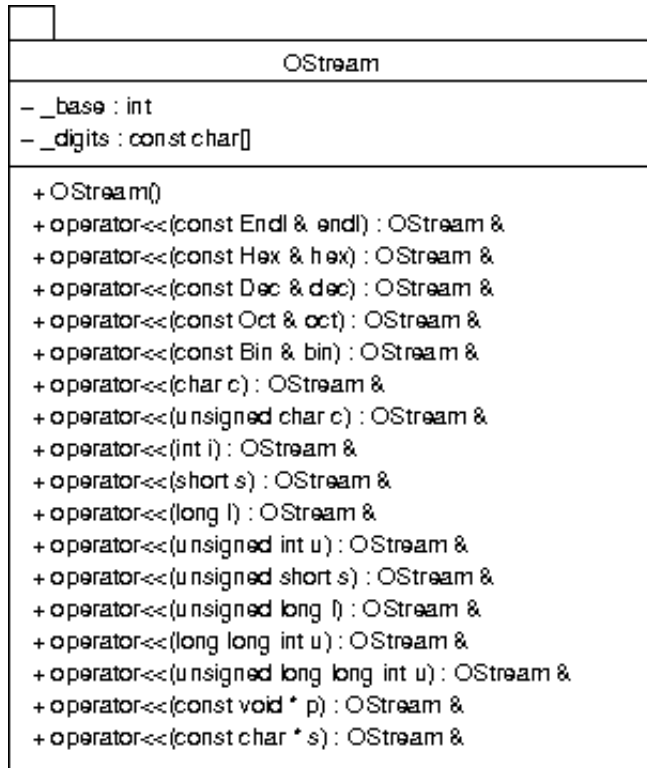 OStream
– _base : int
– _digits : const char[]
+ OStream()
+ operator<<(const Endl & endl) : OStream &
+ operator<<(const Hex & hex) : OStream &
+ operator<<(const Dec & dec) : OStream &
+ operator<<(const Oct & oct) : OStream &
+ operator<<(const Bin & bin) : OStream &
+ operator<<(char c) : OStream &
+ operator<<(unsigned char c) : OStream &
+ operator<<(int i) : OStream &
+ operator<<(short s) : OStream &
+ operator<<(long l) : OStream &
+ operator<<(unsigned int u) : OStream &
+ operator<<(unsigned short s) : OStream &
+ operator<<(unsigned long l) : OStream &
+ operator<<(long long int u) : OStream &
+ operator<<(unsigned long long int u) : OStream &
+ operator<<(const void * p) : OStream &
+ operator<<(const char * s) : OStream &